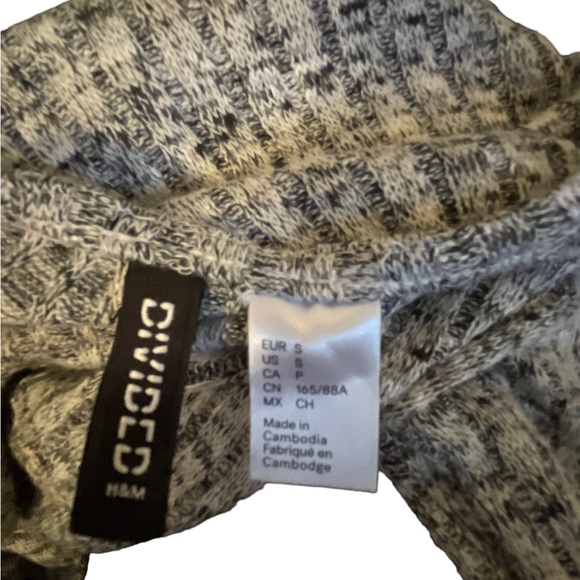 DIVIDED
H&M
EUR S
US S
CA P
CN 165/88A
MX CH
Made in
Cambodia
Fabriqué en
Cambodge